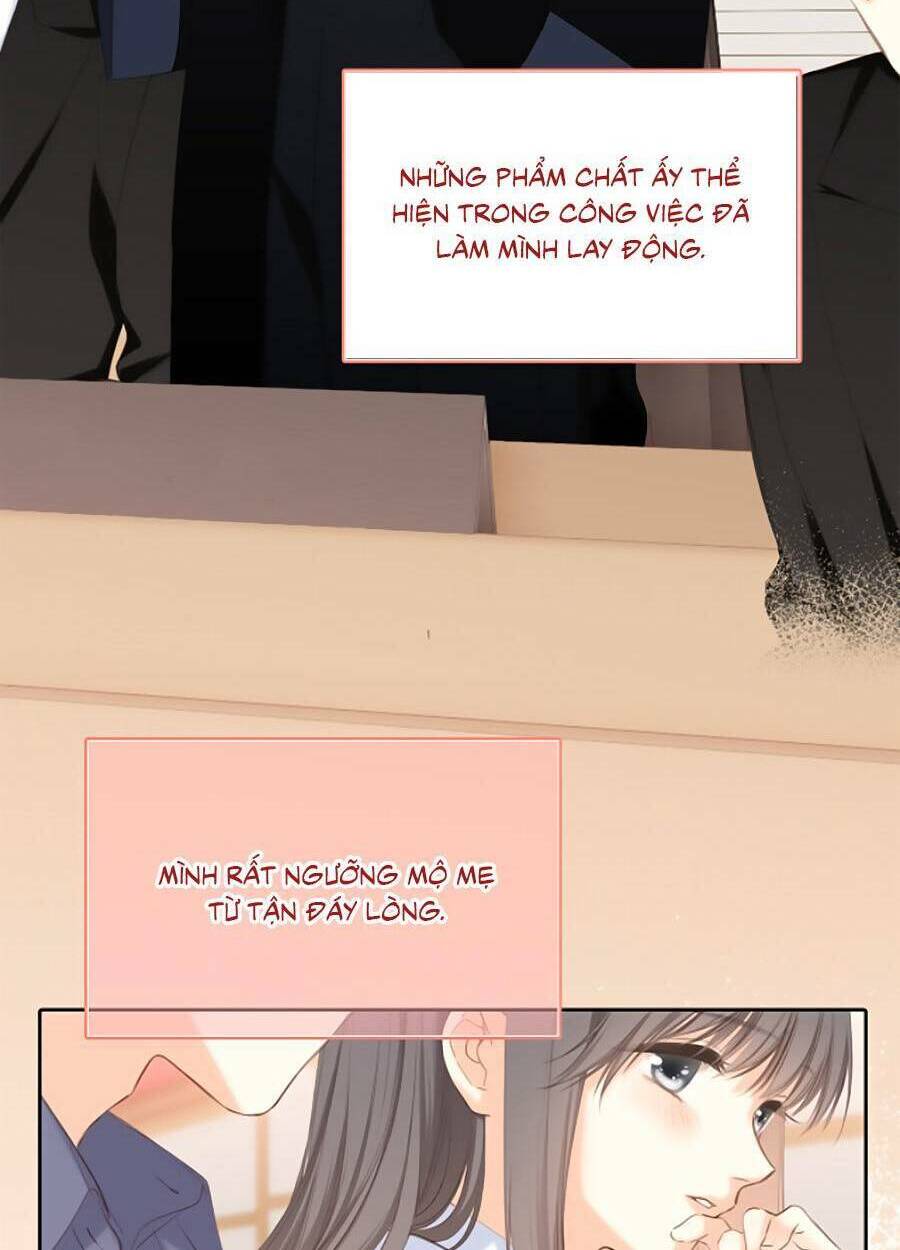 NHỮNG PHẨM CHẤT ẤY THỂ
HIỆN TRONG CÔNG VIỆC ĐÃ
LÀM MÌNH LAY ĐỘNG.
MÌNH RẤT NGƯỠNG MỘ MẸ
TỪ TẬN ĐÁY LÒNG.